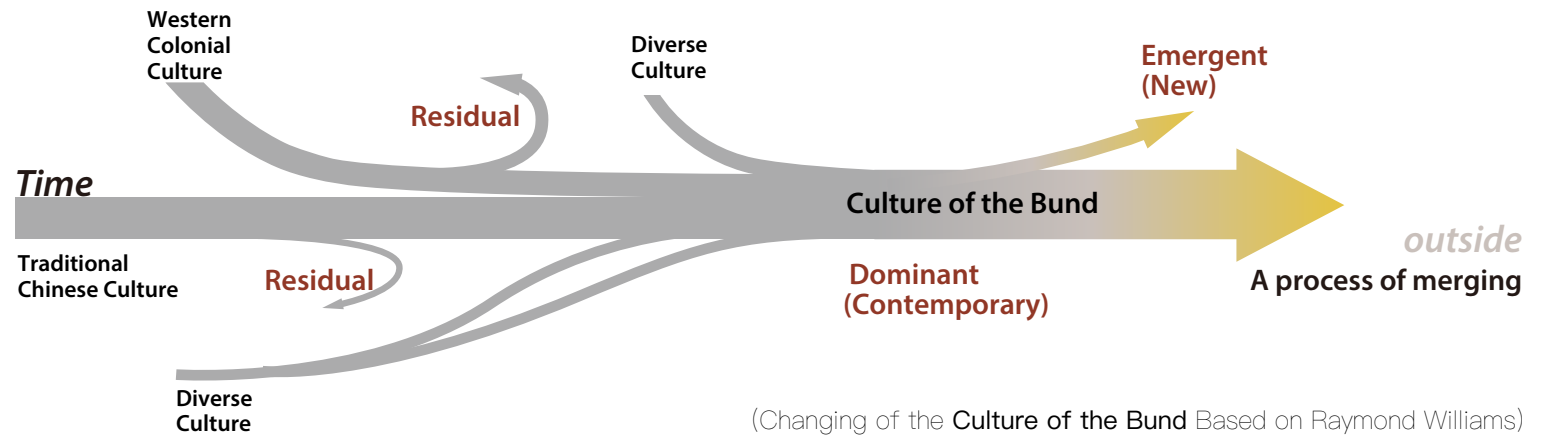 Western
Colonial
Culture
Diverse
Culture
Emergent
(New)
Residual
Time
Culture of the Bund
Traditional
Chinese Culture
Residual
Dominant
(Contemporary)
outside
A process of merging
Diverse
Culture
(Changing of the Culture of the Bund Based on Raymond Williams)